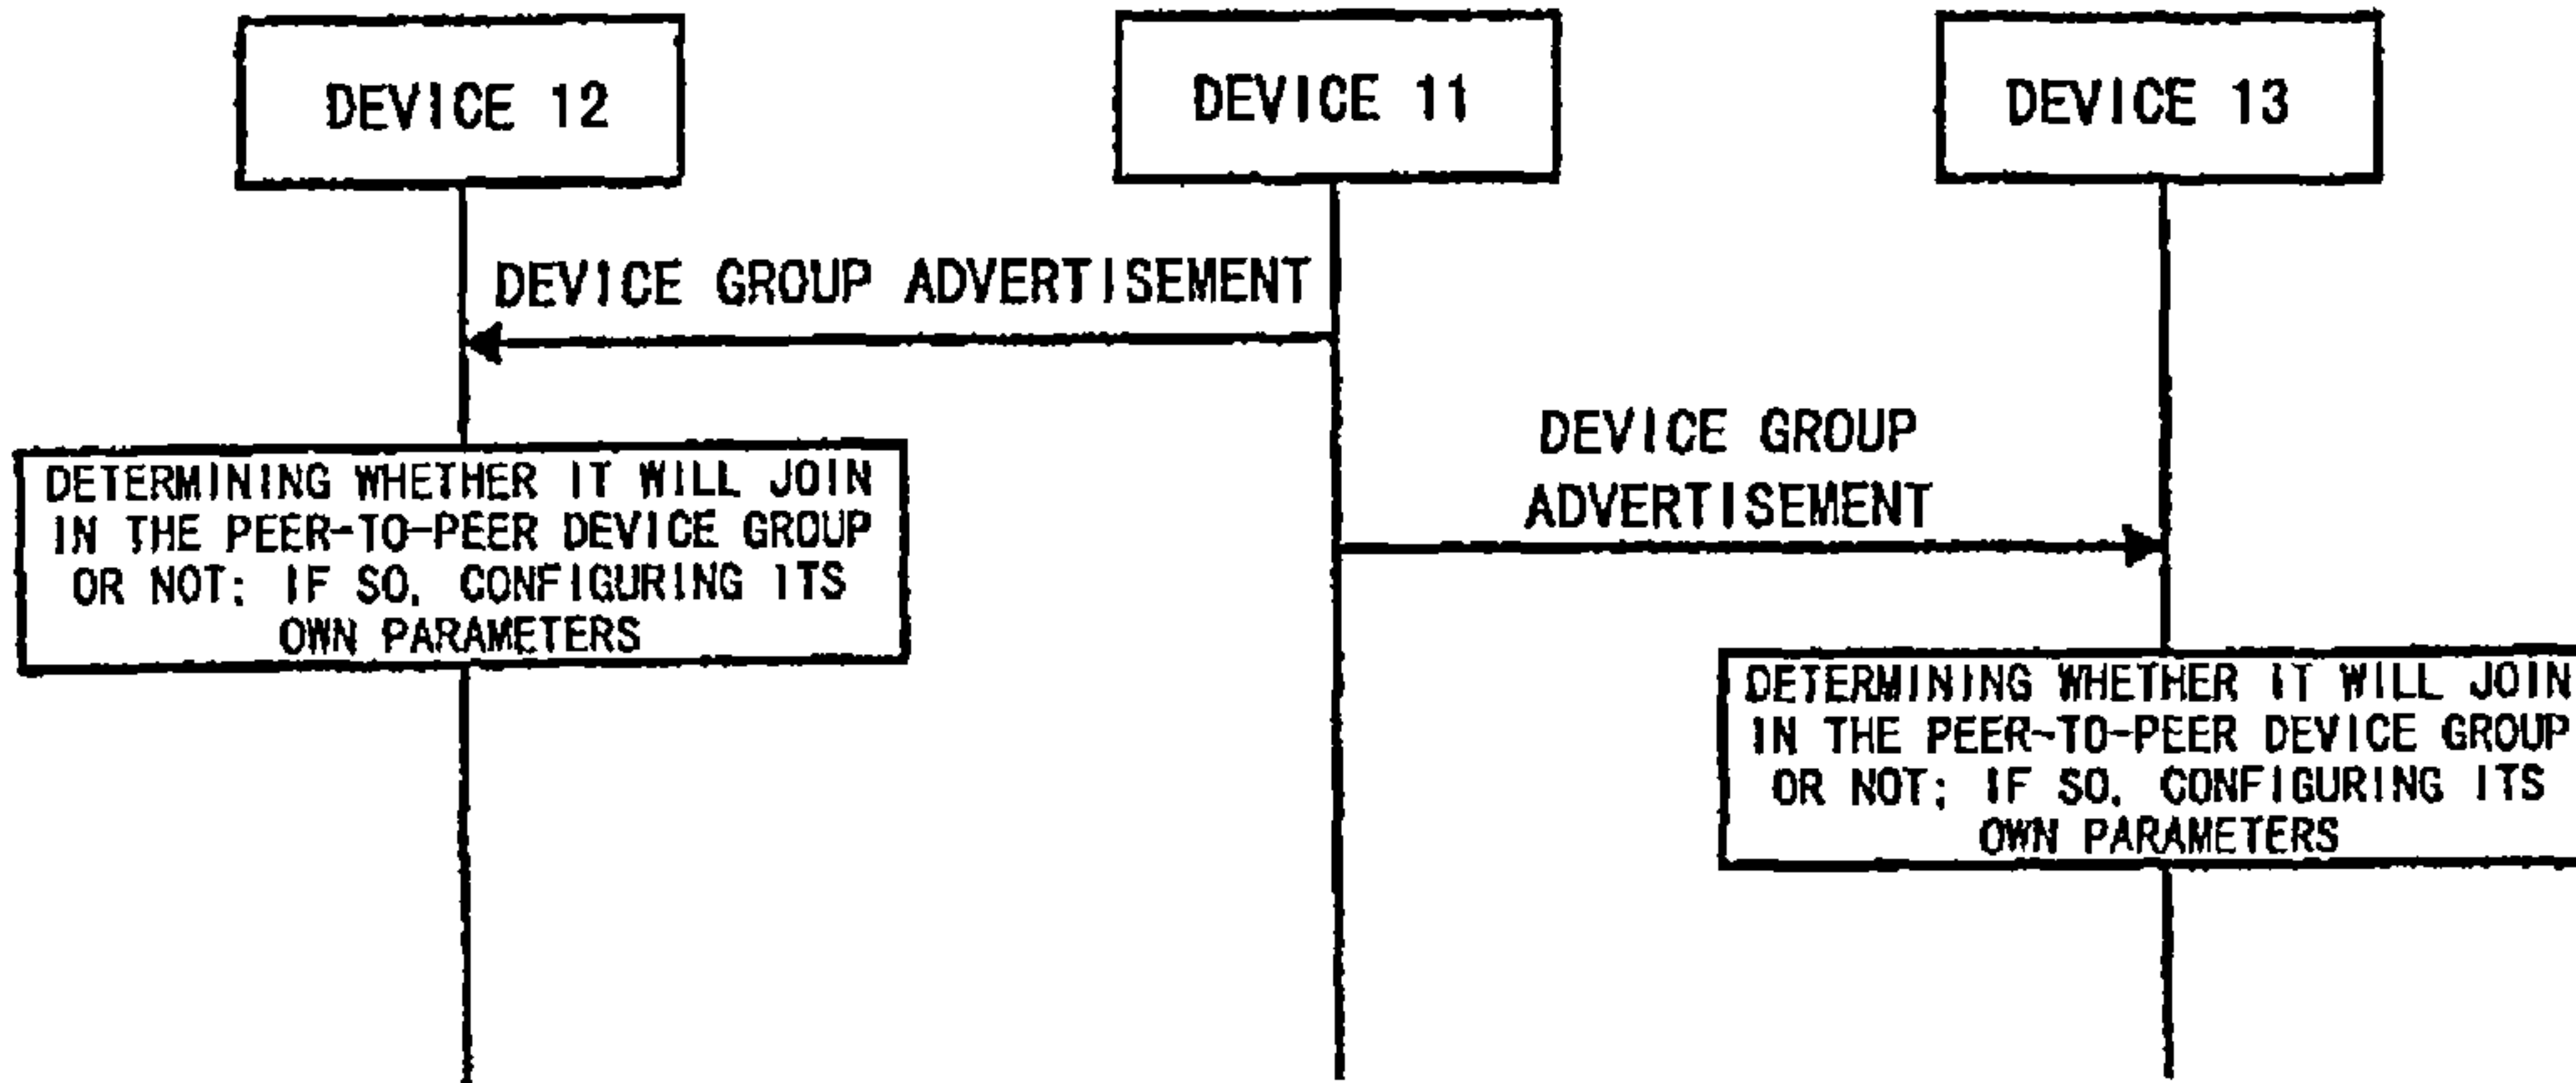 DEVICE 12
DEVICE 11
DEVICE 13
DEVICE GROUP ADVERTISEMENT
DEVICE GROUP
ADVERTISEMENT
DETERMINING WHETHER IT WILL JOIN
IN THE PEER-TO-PEER DEVICE GROUP
OR NOT; IF SO, CONFIGURING ITS
OWN PARAMETERS
DETERMINING WHETHER IT WILL JOIN
IN THE PEER-TO-PEER DEVICE GROUP
OR NOT; IF SO, CONFIGURING ITS
OWN PARAMETERS